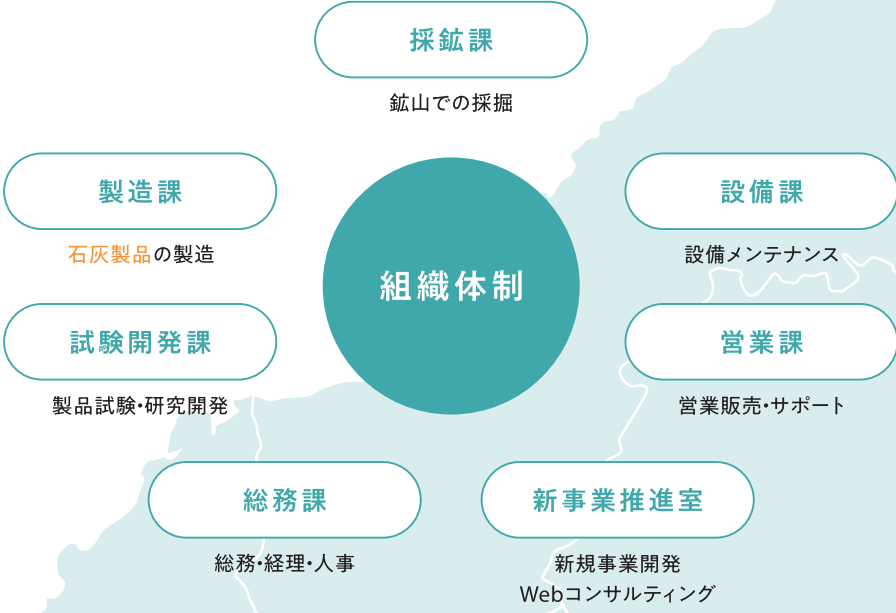 採鉱課
鉱山での採掘
製造課
石灰製品の製造
設備課
設備メンテナンス
組織体制
試験開発課
製品試験・研究開発
営業課
営業販売・サポート
総務課
総務・経理・人事
新事業推進室
新規事業開発
Webコンサルティング